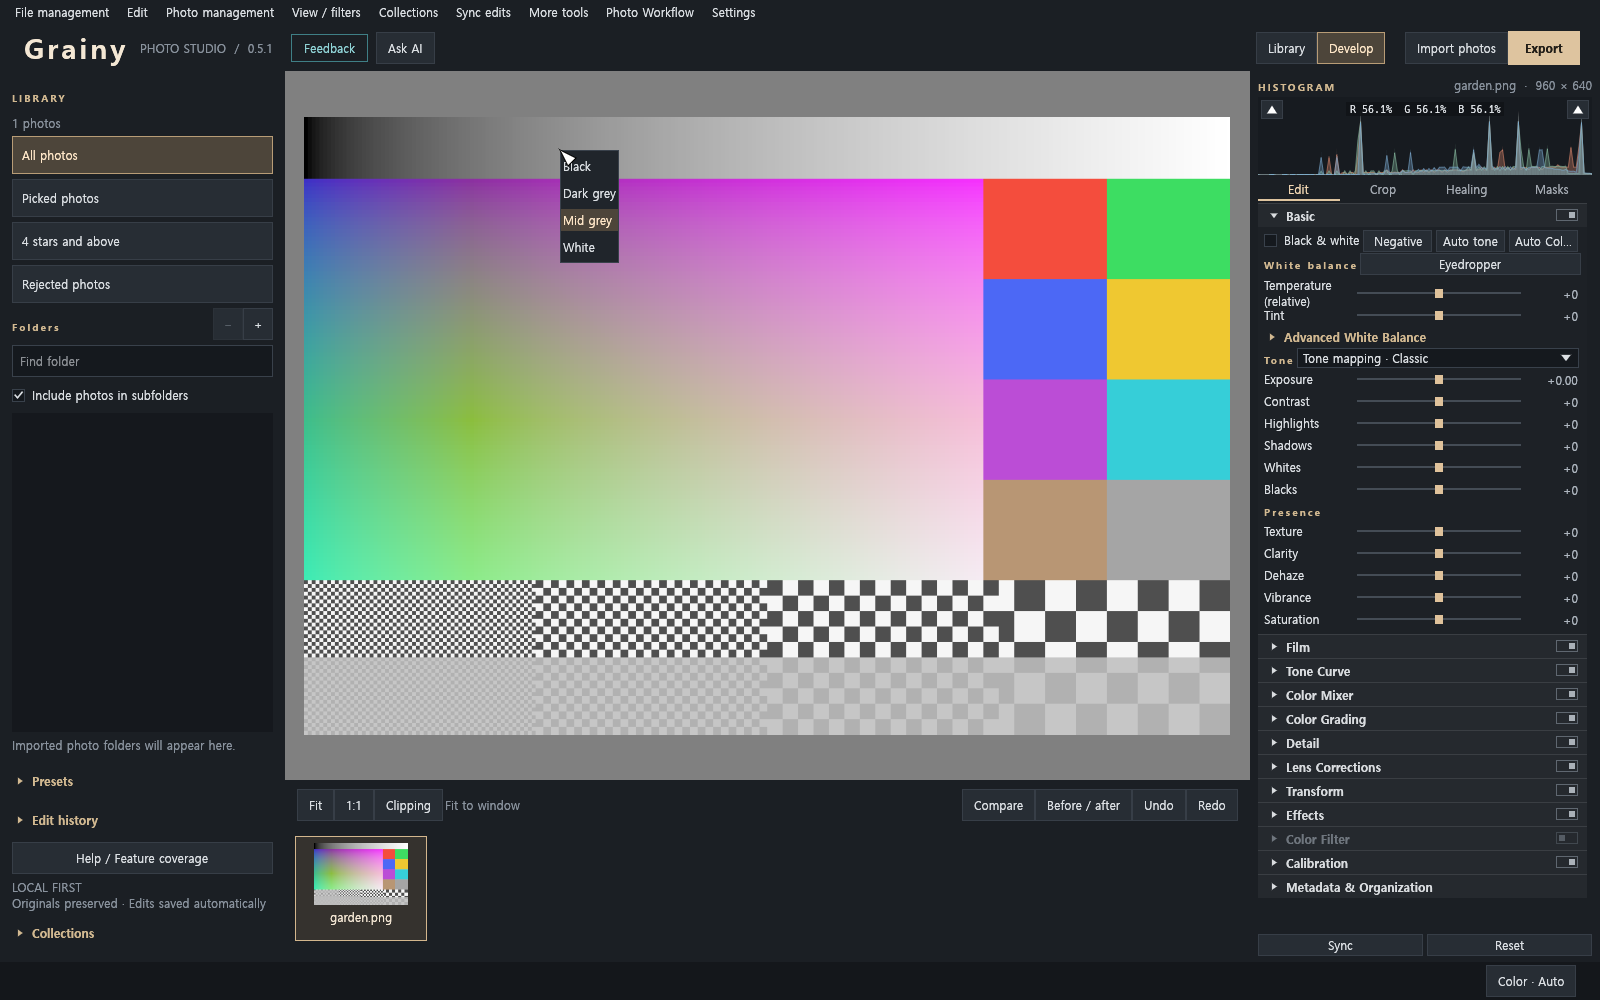 File management Edit Photo management View / filters Collections Sync edits More tools Photo Workflow Settings
Grainy PHOTO STUDIO / 0.5.1 Feedback Ask AI Library Develop Import photos Export
LIBRARY
1 photos
All photos
Picked photos
4 stars and above
Rejected photos
Folders − +
Find folder
Include photos in subfolders
Imported photo folders will appear here.
Presets
Edit history
Help / Feature coverage
LOCAL FIRST
Originals preserved · Edits saved automatically
Collections
Black
Dark grey
Mid grey
White
Fit 1:1 Clipping Fit to window Compare Before / after Undo Redo
garden.png
HISTOGRAM garden.png · 960 × 640
R 56.1% G 56.1% B 56.1%
Edit Crop Healing Masks
Basic
Black & white Negative Auto tone Auto Col...
White balance Eyedropper
Temperature
(relative) +0
Tint +0
Advanced White Balance
Tone Tone mapping · Classic
Exposure +0.00
Contrast +0
Highlights +0
Shadows +0
Whites +0
Blacks +0
Presence
Texture +0
Clarity +0
Dehaze +0
Vibrance +0
Saturation +0
Film
Tone Curve
Color Mixer
Color Grading
Detail
Lens Corrections
Transform
Effects
Color Filter
Calibration
Metadata & Organization
Sync Reset
Color · Auto